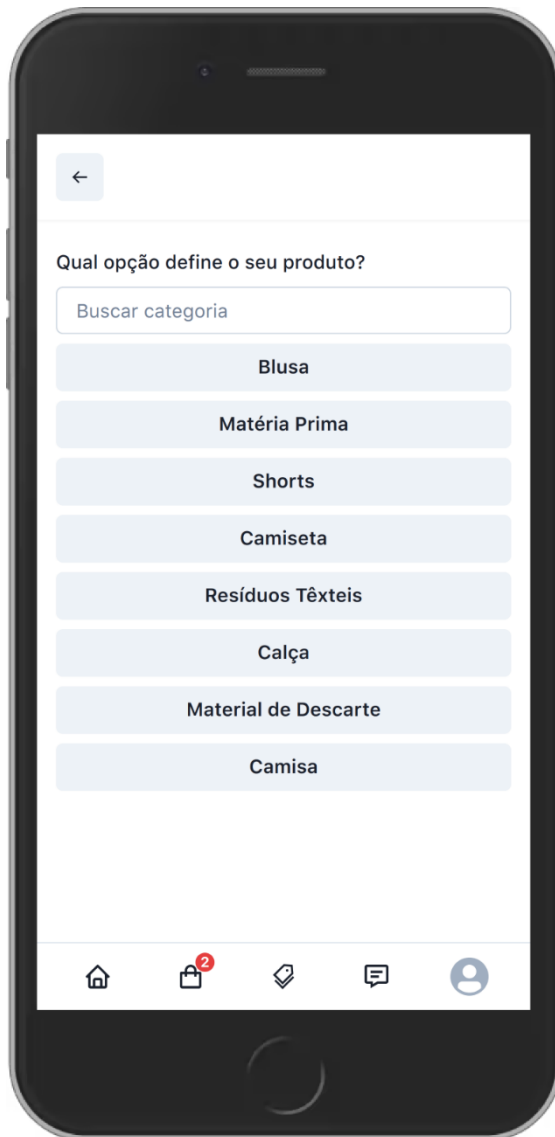 Qual opção define o seu produto?
Buscar categoria
Blusa
Matéria Prima
Shorts
Camiseta
Resíduos Têxteis
Calça
Material de Descarte
Camisa
2